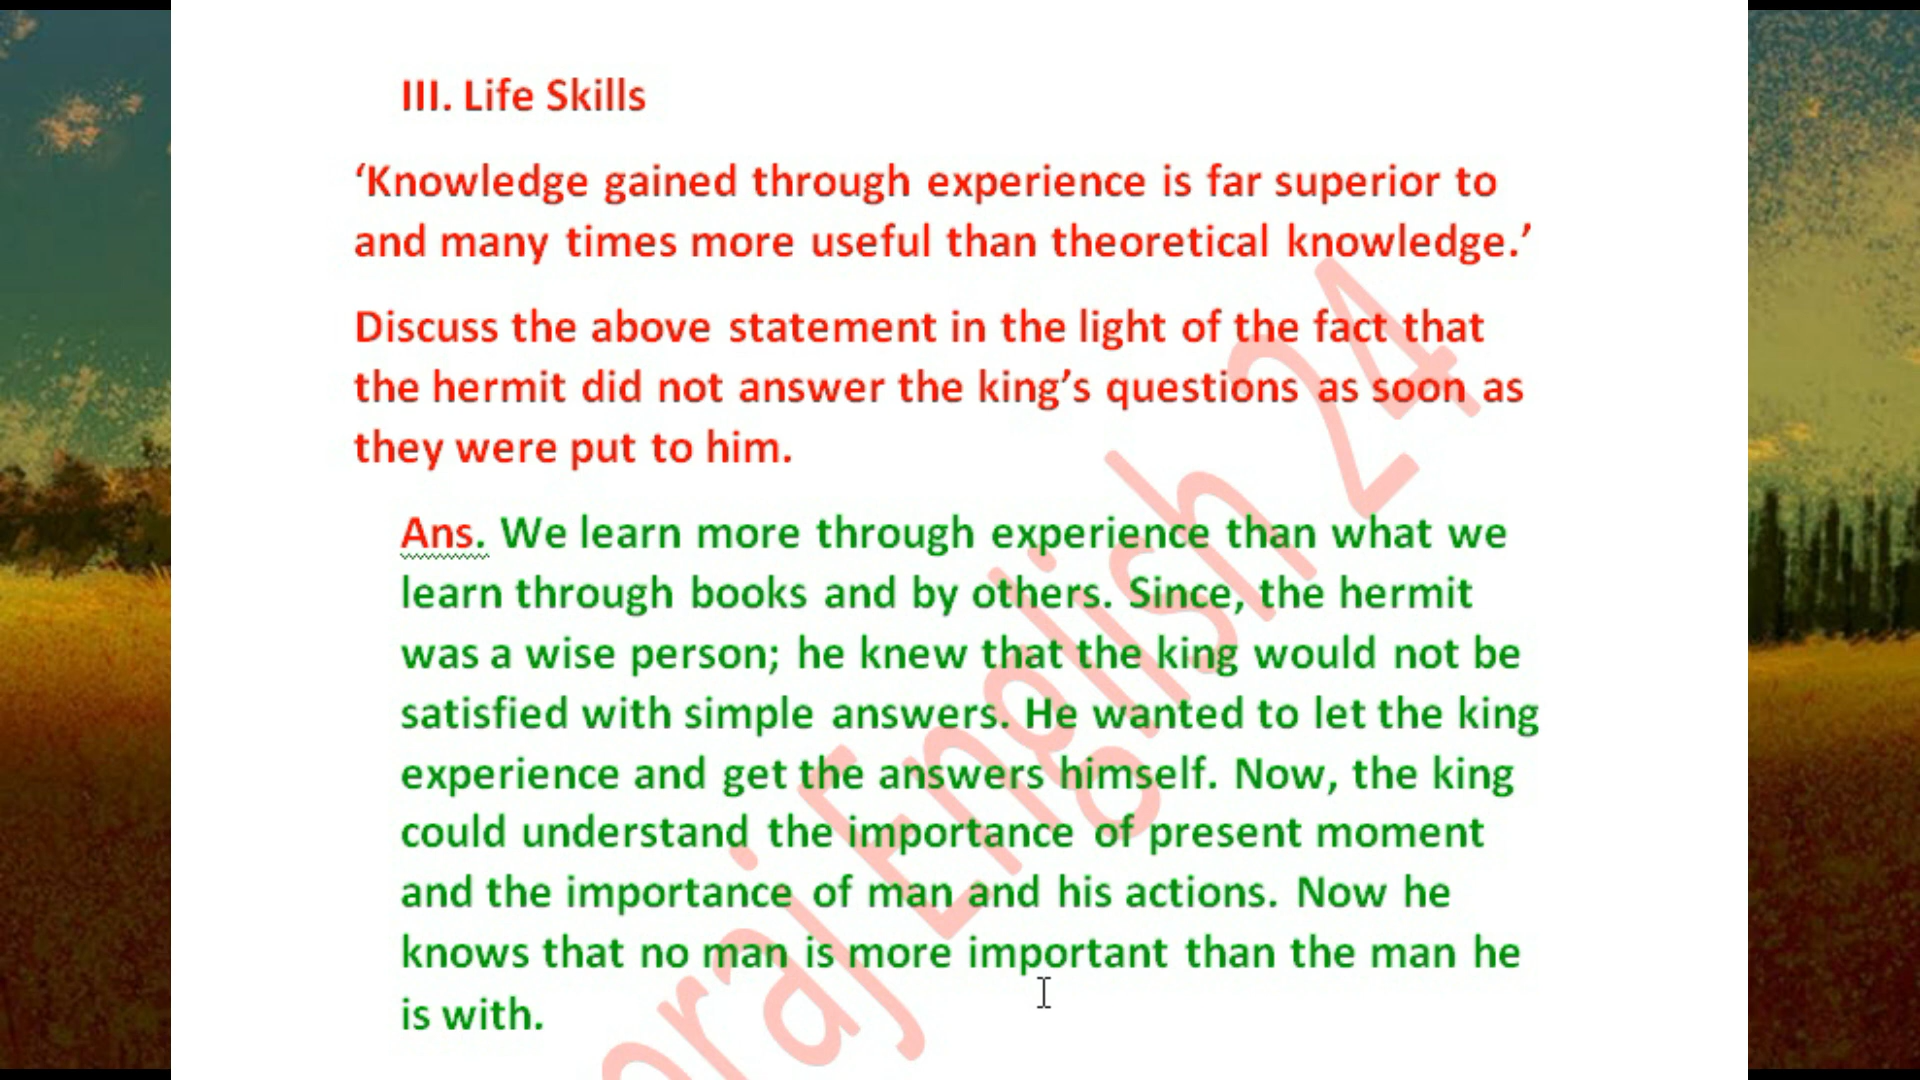 III. Life Skills
‘Knowledge gained through experience is far superior to
and many times more useful than theoretical knowledge.’
Discuss the above statement in the light of the fact that
the hermit did not answer the king’s questions as soon as
they were put to him.
Ans. We learn more through experience than what we
learn through books and by others. Since, the hermit
was a wise person; he knew that the king would not be
satisfied with simple answers. He wanted to let the king
experience and get the answers himself. Now, the king
could understand the importance of present moment
and the importance of man and his actions. Now he
knows that no man is more important than the man he
is with.
English 24